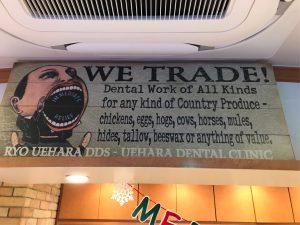 WE TRADE!
Dental Work of All Kinds
for any kind of Country Produce -
chickens, eggs, hogs, cows, horses, mules,
hides, tallow, beeswax or anything of value.
RYO UEHARA DDS - UEHARA DENTAL CLINIC
ME